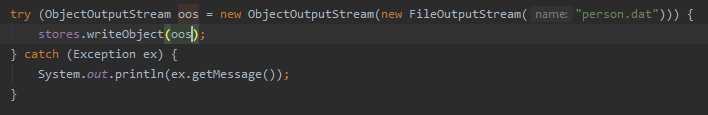 try (ObjectOutputStream oos = new ObjectOutputStream(new FileOutputStream( name: "person.dat"))) {
stores.writeObject(oos);
} catch (Exception ex) {
System.out.println(ex.getMessage());
}